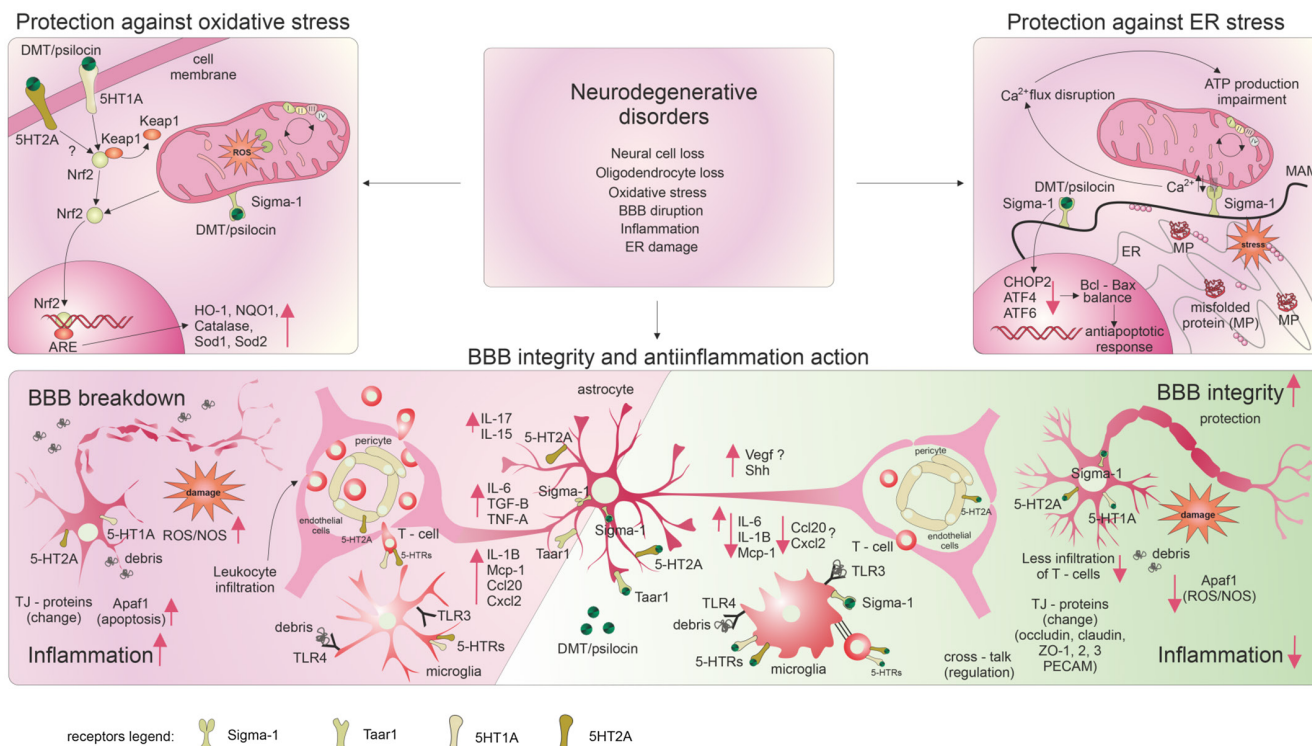 Protection against oxidative stress
DMT/psilocin
cell
membrane
5HT1A
5HT2A
?
Keap1
Keap1
Nrf2
ROS
I
II
III
IV
Nrf2
Sigma-1
DMT/psilocin
Nrf2
ARE
HO-1, NQO1,
Catalase,
Sod1, Sod2
Neurodegenerative
disorders
Neural cell loss
Oligodendrocyte loss
Oxidative stress
BBB diruption
Inflammation
ER damage
Protection against ER stress
Ca2+ flux disruption
ATP production
impairment
I
II
III
IV
DMT/psilocin
Sigma-1
Ca2+
Sigma-1
MAM
ER
MP
stress
CHOP2
ATF4
ATF6
Bcl - Bax
balance
antiapoptotic
response
misfolded
protein (MP)
MP
BBB integrity and antiinflammation action
BBB breakdown
damage
ROS/NOS
5-HT1A
5-HT2A
debris
TJ - proteins
(change)
Apaf1
(apoptosis)
Inflammation
Leukocyte
infiltration
pericyte
endothelial
cells
5-HT2A
T - cell
5-HTRs
debris
TLR4
TLR3
5-HTRs
microglia
IL-17
IL-15
IL-6
TGF-B
TNF-A
IL-1B
Mcp-1
Ccl20
Cxcl2
astrocyte
5-HT2A
Sigma-1
Taar1
Sigma-1
5-HT2A
Taar1
DMT/psilocin
Vegf ?
Shh
IL-6
IL-1B
Mcp-1
Ccl20
Cxcl2
?
TLR3
TLR4
debris
Sigma-1
5-HTRs
microglia
5-HTRs
T - cell
pericyte
5-HT2A
endothelial
cells
cross - talk
(regulation)
BBB integrity
protection
Sigma-1
5-HT2A
5-HT1A
damage
Less infiltration
of T - cells
debris
Apaf1
(ROS/NOS)
TJ - proteins
(change)
(occludin, claudin,
ZO-1, 2, 3
PECAM)
Inflammation
receptors legend:
Sigma-1
Taar1
5HT1A
5HT2A